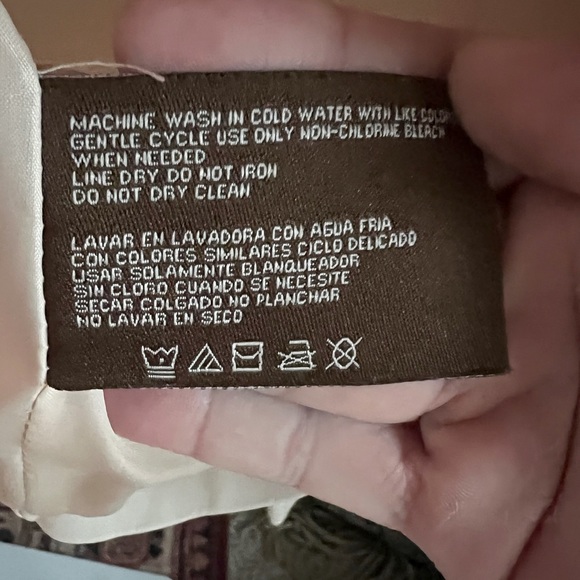 MACHINE WASH IN COLD WATER WITH LIKE COLORS
GENTLE CYCLE USE ONLY NON-CHLORINE BLEACH
WHEN NEEDED
LINE DRY DO NOT IRON
DO NOT DRY CLEAN
LAVAR EN LAVADORA CON AGUA FRIA
CON COLORES SIMILARES CICLO DELICADO
USAR SOLAMENTE BLANQUEADOR
SIN CLORO CUANDO SE NECESITE
SECAR COLGADO NO PLANCHAR
NO LAVAR EN SECO